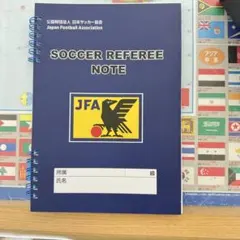 公益財団法人 日本サッカー協会
Japan Football Association
SOCCER REFEREE
NOTE
JFA
所属
級
氏名